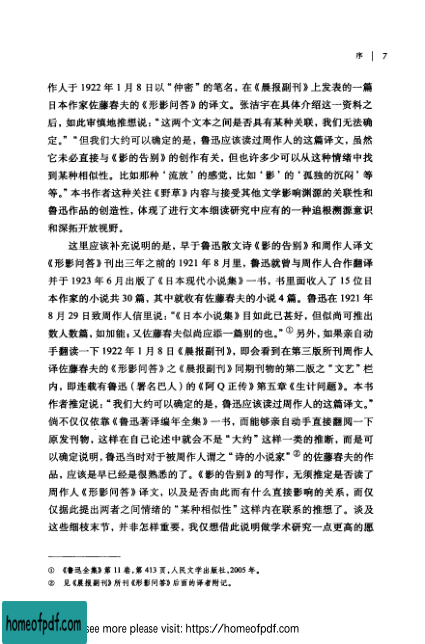 序 | 7
作人于 1922 年 1 月 8 日以“仲密”的笔名，在《晨报副刊》上发表的一篇
日本作家佐藤春夫的《形影问答》的译文。张洁宇在具体介绍这一资料之
后，如此审慎地推想说：“这两个文本之间是否具有某种关联，我们无法确
定。”“但我们大约可以确定的是，鲁迅应该读过周作人的这篇译文，虽然
它未必直接与《影的告别》的创作有关，但也许多少可以从这种情绪中找
到某种相似性。比如那种‘流放’的感觉，比如‘影’的‘孤独的沉闷’等
等。”本书作者这种关注《野草》内容与接受其他文学影响渊源的关联性和
鲁迅作品的创造性，体现了进行文本细读研究中应有的一种追根溯源意识
和深拓开放视野。
这里应该补充说明的是，早于鲁迅散文诗《影的告别》和周作人译文
《形影问答》刊出三年之前的 1921 年 8 月里，鲁迅就曾与周作人合作翻译
并于 1923 年 6 月出版了《日本现代小说集》一书，书里面收入了 15 位日
本作家的小说共 30 篇，其中就收有佐藤春夫的小说 4 篇。鲁迅在 1921 年
8 月 29 日致周作人信里说：“《日本小说集》目如此已甚好，但似尚可推出
数人数篇，如加能；又佐藤春夫似尚应添一篇别的也。”①另外，如果亲自动
手翻读一下 1922 年 1 月 8 日《晨报副刊》，即会看到在第三版所刊周作人
译佐藤春夫的《形影问答》之《晨报副刊》同期刊物的第二版之“文艺”栏
内，即连载有鲁迅（署名巴人）的《阿 Q 正传》第五章《生计问题》。本书
作者推定说：“我们大约可以确定的是，鲁迅应该读过周作人的这篇译文。”
倘不仅仅依靠《鲁迅著译编年全集》一书，而能够亲自动手直接翻阅一下
原发刊物，这样在自己论述中就会不是“大约”这样一类的推断，而是可
以确定说明，鲁迅当时对于被周作人谓之“诗的小说家”②的佐藤春夫的作
品，应该是早已经是很熟悉的了。《影的告别》的写作，无须推定是否读了
周作人《形影问答》译文，以及是否由此而有什么直接影响的关系，而仅
仅据此提出两者之间情绪的“某种相似性”这样内在联系的推想了。谈及
这些细枝末节，并非怎样重要，我仅想借此说明做学术研究一点更高的愿
① 《鲁迅全集》第 11 卷，第 413 页，人民文学出版社，2005 年。
② 见《晨报副刊》所刊《形影问答》后面的译者附记。
homeofpdf.com
see more please visit: https://homeofpdf.com